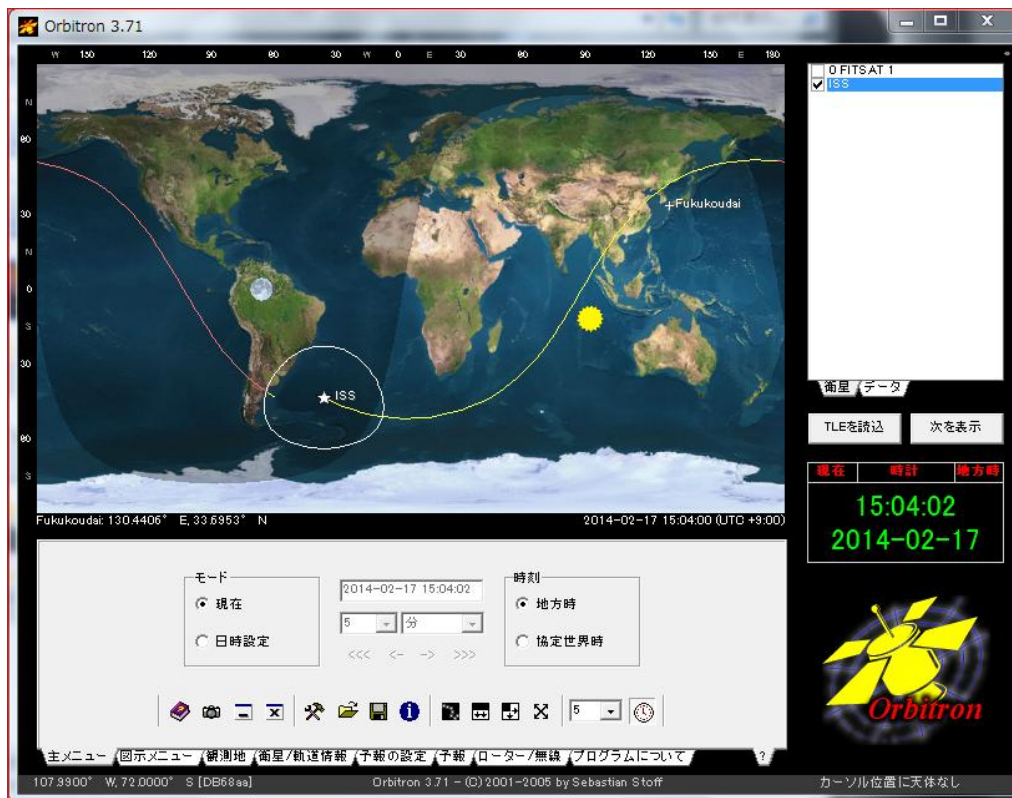 Orbitron 3.71
W 150 120 90 60 30 W 0 E 30 60 90 120 150 E 180
0 FITSAT 1
ISS
N
60
30
N
0
S
30
60
S
+Fukukoudai
ISS
衛星 データ
TLEを読込 次を表示
現在 時計 地方時
15:04:02
2014-02-17
Fukukoudai: 130.4406° E, 33.6953° N 2014-02-17 15:04:00 (UTC +9:00)
モード
現在
日時設定
2014-02-17 15:04:02
5 分
<<< <- -> >>>
時刻
地方時
協定世界時
5
Orbitron
主メニュー 図示メニュー 観測地 衛星/軌道情報 予報の設定 予報 ローター/無線 プログラムについて ?
107.9900° W, 72.0000° S [DB68aa] Orbitron 3.71 - (C) 2001-2005 by Sebastian Stoff カーソル位置に天体なし